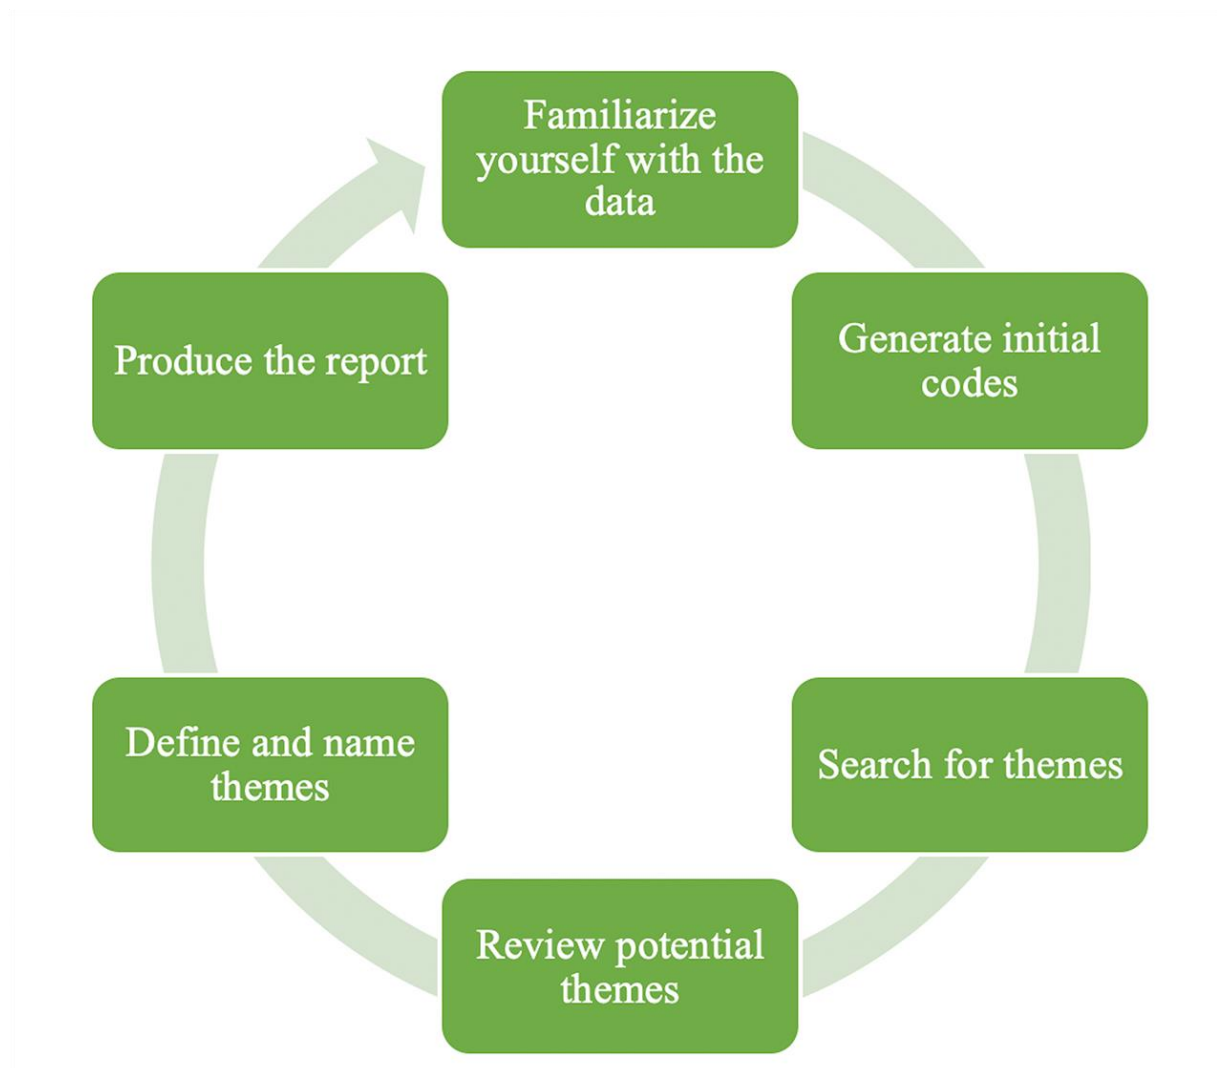 Familiarize
yourself with the
data
Generate initial
codes
Search for themes
Review potential
themes
Define and name
themes
Produce the report